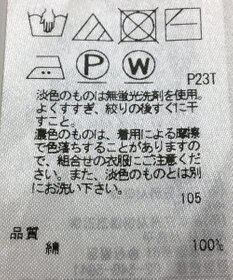 P W
P23T
淡色のものは無蛍光洗剤を使用。
よくすすぎ、絞りの後すぐに干
すこと。
濃色のものは、着用による摩擦
で色落ちすることがありますの
で、組合せの衣服にご注意くだ
さい。また、淡色のものとは別
にお洗い下さい。
105
品質
綿 100%